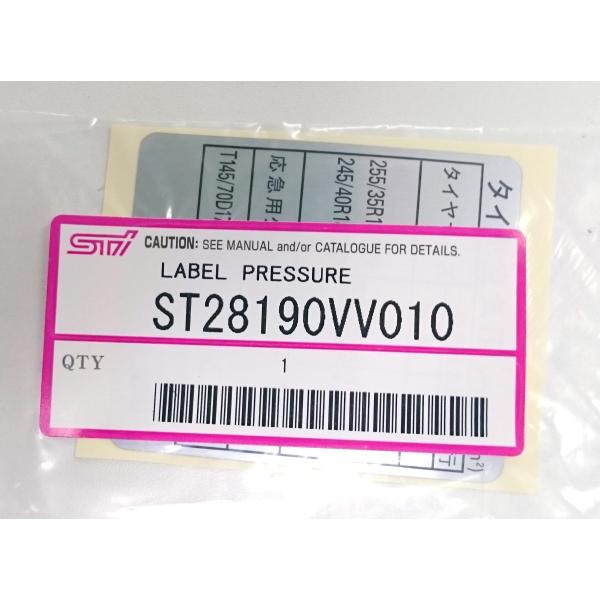 STI CAUTION: SEE MANUAL and/or CATALOGUE FOR DETAILS.
LABEL PRESSURE
ST28190VV010
QTY 1
タイ
タイヤ
255/35R1
245/40R1
応急用
T145/70D17